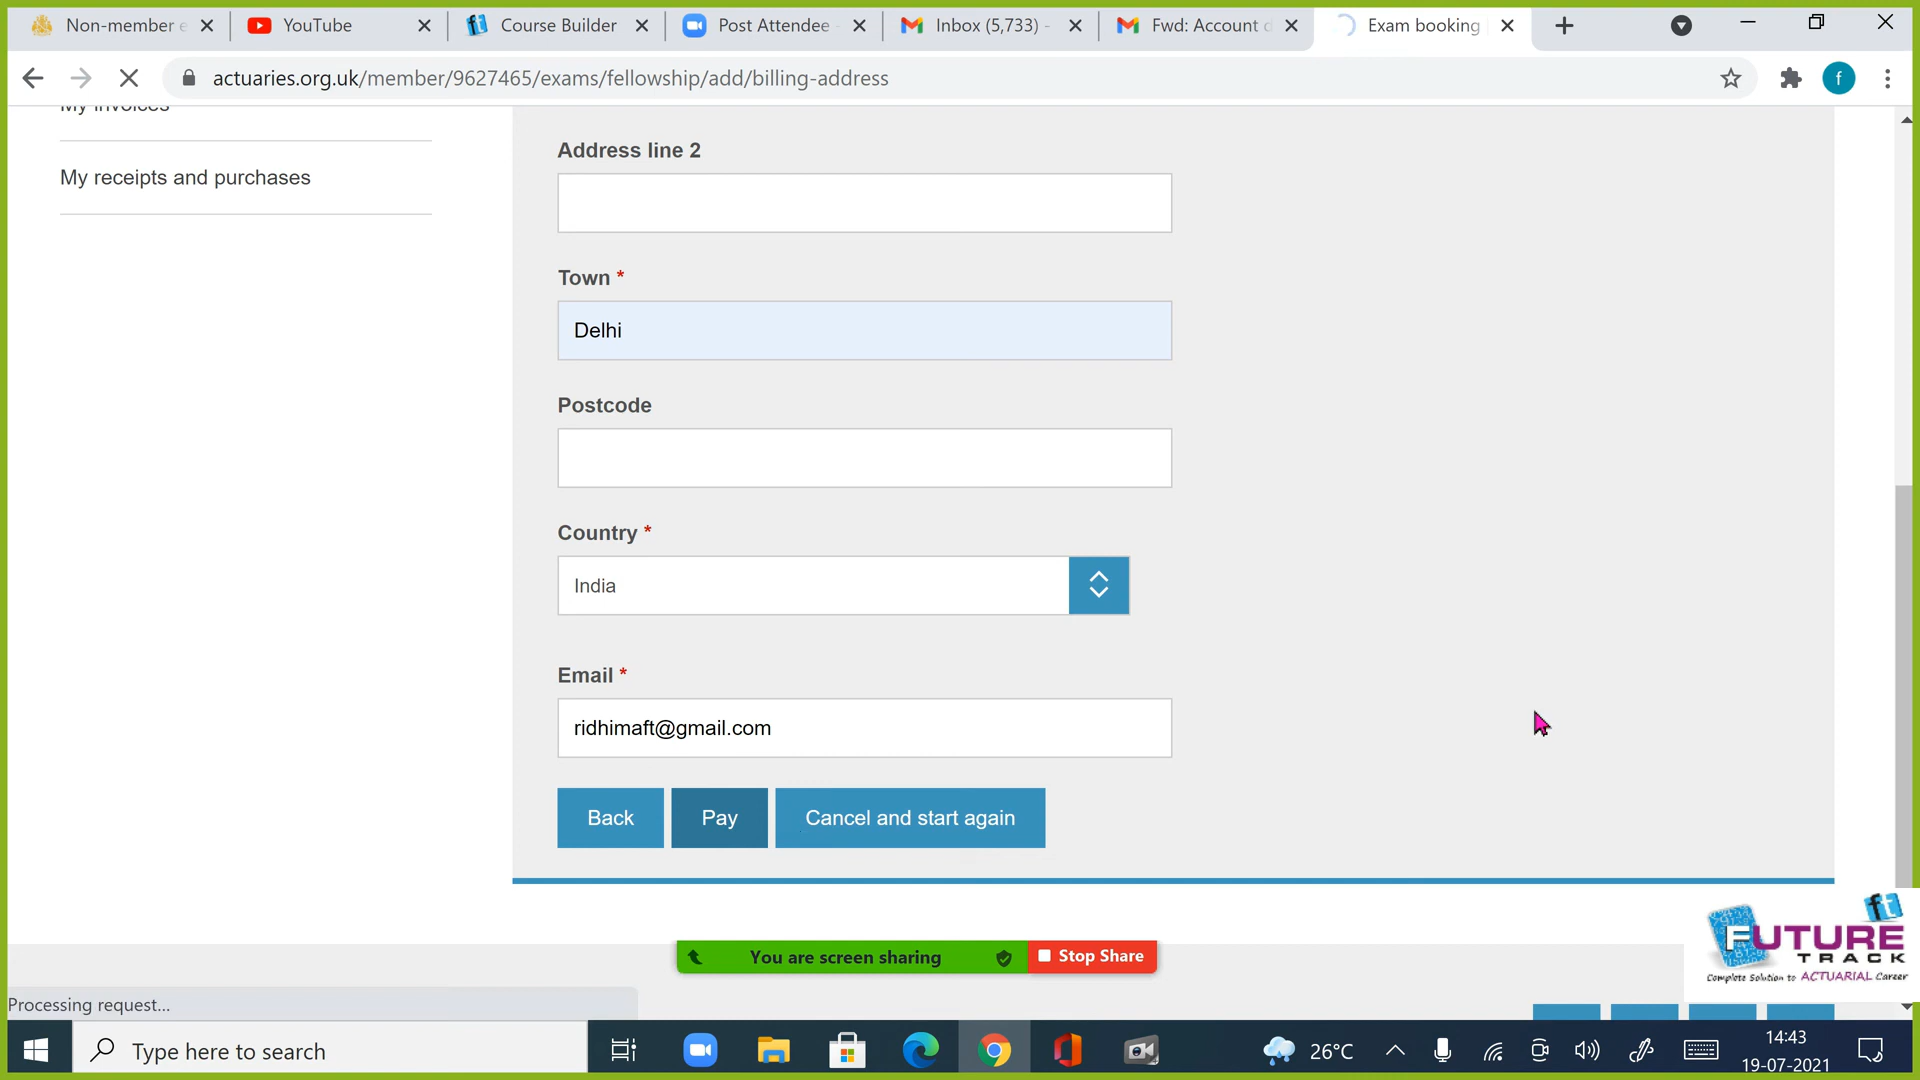 Non-member e
YouTube
Course Builder
Post Attendee -
Inbox (5,733) -
Fwd: Account d
Exam booking
actuaries.org.uk/member/9627465/exams/fellowship/add/billing-address
f
My invoices
My receipts and purchases
Address line 2
Town *
Delhi
Postcode
Country *
India
Email *
ridhimaft@gmail.com
Back
Pay
Cancel and start again
You are screen sharing
Stop Share
ft
FUTURE
TRACK
Complete Solution to ACTUARIAL Career
Processing request...
Type here to search
26°C
14:43
19-07-2021